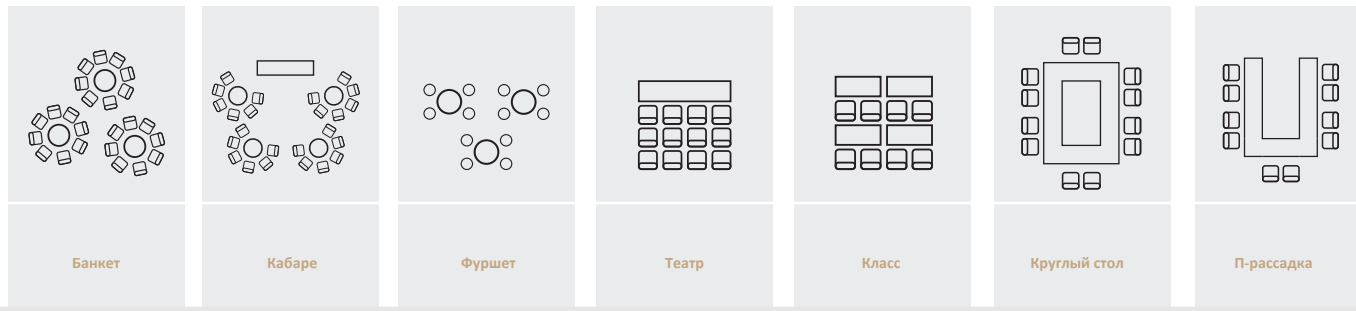 Банкет
Кабаре
Фуршет
Театр
Класс
Круглый стол
П-рассадка